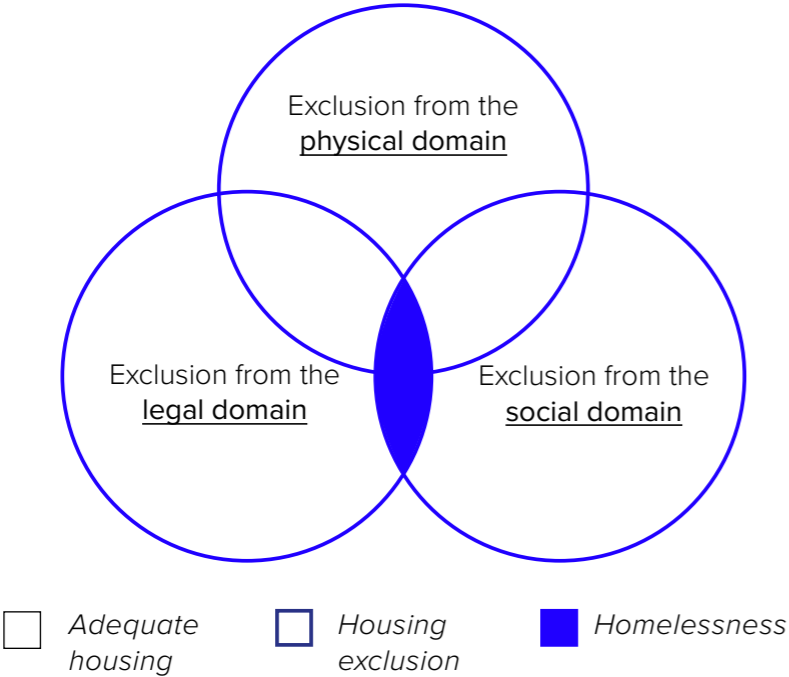 Exclusion from the
physical domain
Exclusion from the
legal domain
Exclusion from the
social domain
Adequate
housing
Housing
exclusion
Homelessness